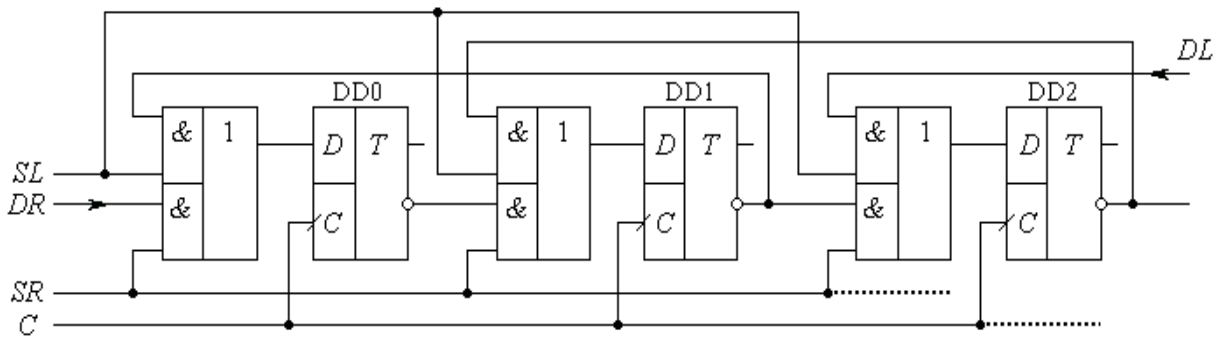 DL
DD0
DD1
DD2
& 1 D T & 1 D T & 1 D T
SL
DR
& C & C & C
SR
C